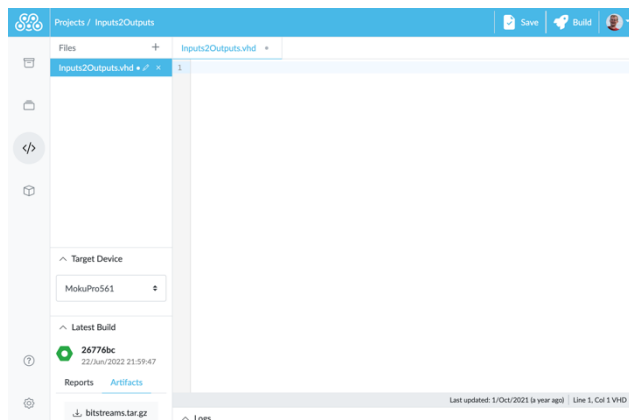 Projects / Inputs2Outputs
Save
Build
Files
Inputs2Outputs.vhd
Inputs2Outputs.vhd
1
Target Device
MokuPro561
Latest Build
26776bc
22/Jun/2022 21:59:47
Reports Artifacts
bitstreams.tar.gz
Last updated: 1/Oct/2021 (a year ago) Line 1, Col 1 VHD
Logs